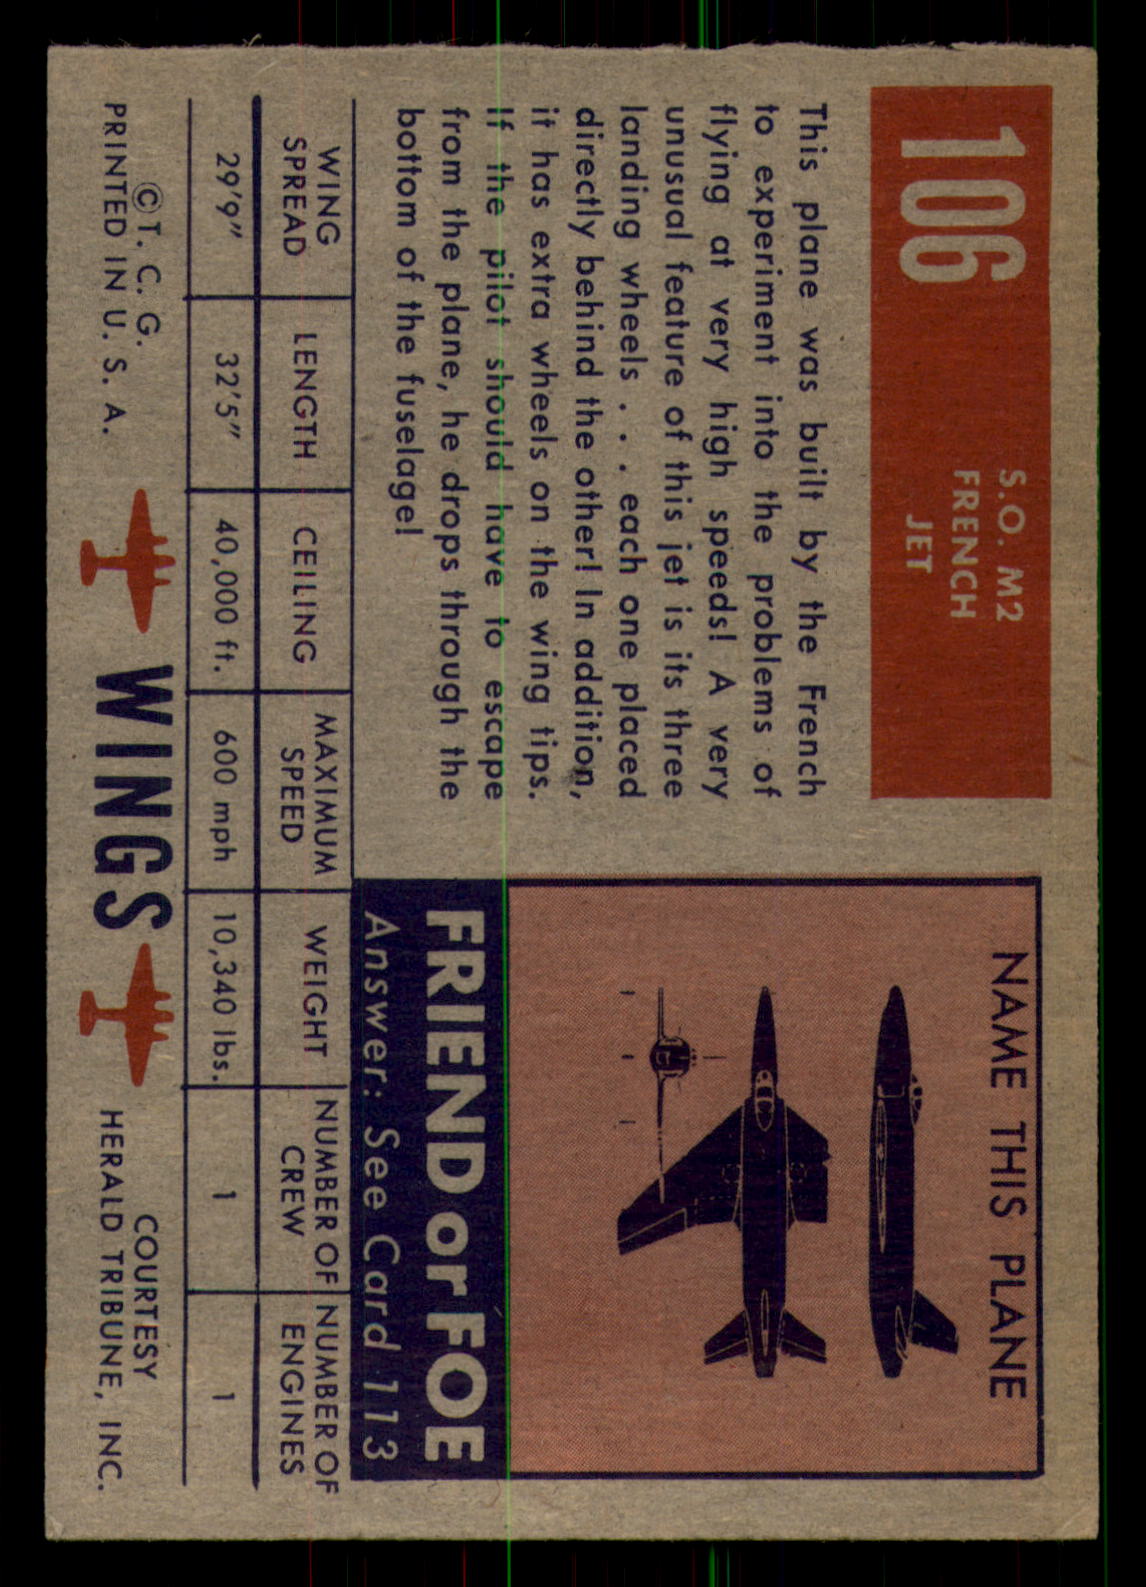 106
S.O. M2
FRENCH
JET
This plane was built by the French
to experiment into the problems of
flying at very high speeds! A very
unusual feature of this jet is its three
landing wheels . . . each one placed
directly behind the other! In addition,
it has extra wheels on the wing tips.
If the pilot should have to escape
from the plane, he drops through the
bottom of the fuselage!
NAME THIS PLANE
FRIEND or FOE
Answer: See Card 113
WING SPREAD
LENGTH
CEILING
MAXIMUM SPEED
WEIGHT
NUMBER OF CREW
NUMBER OF ENGINES
29'9"
32'5"
40,000 ft.
600 mph
10,340 lbs.
1
1
© T. C. G.
PRINTED IN U. S. A.
WINGS
COURTESY
HERALD TRIBUNE, INC.